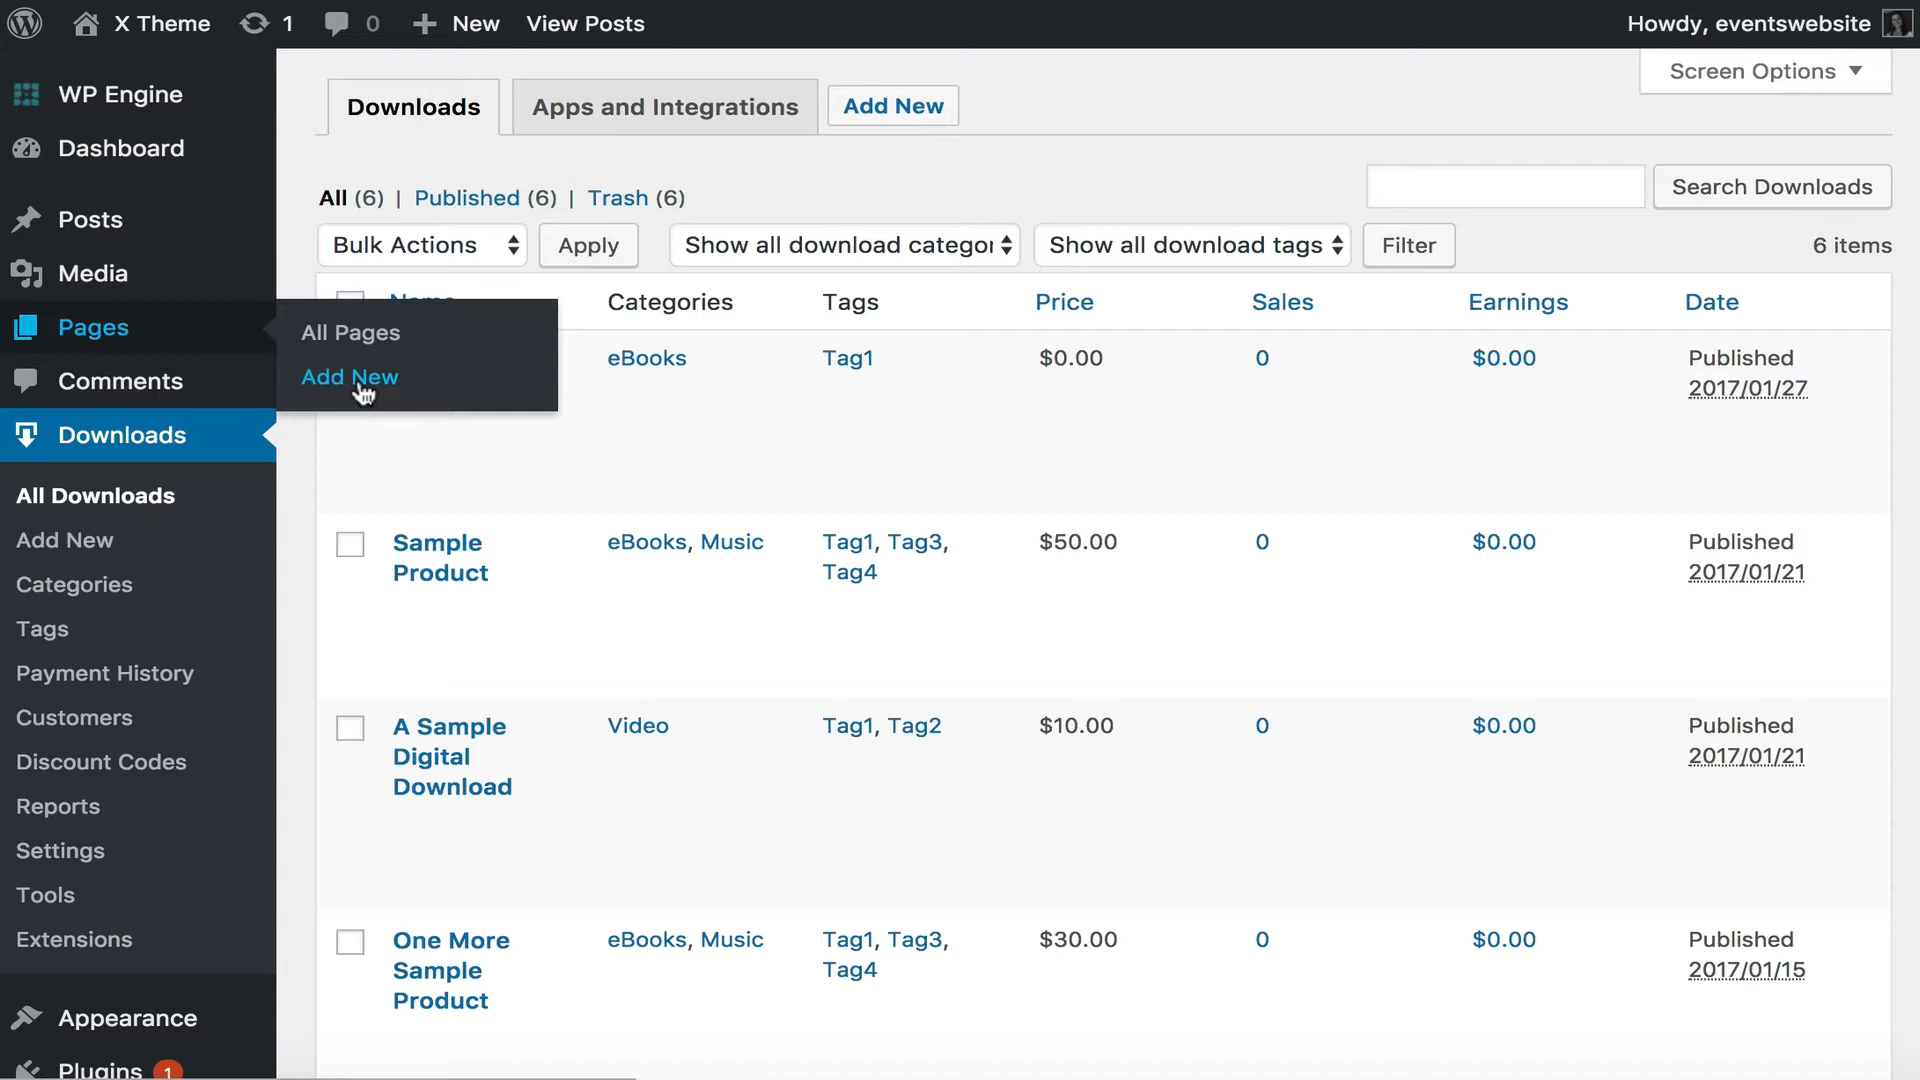 X Theme 1 0 New View Posts Howdy, eventswebsite
Screen Options
WP Engine
Dashboard
Posts
Media
Pages
Comments
Downloads
All Downloads
Add New
Categories
Tags
Payment History
Customers
Discount Codes
Reports
Settings
Tools
Extensions
Appearance
Plugins 1
All Pages
Add New
Downloads Apps and Integrations Add New
All (6) | Published (6) | Trash (6)
Search Downloads
Bulk Actions Apply Show all download categor Show all download tags Filter 6 items
Name Categories Tags Price Sales Earnings Date
eBooks Tag1 $0.00 0 $0.00 Published
2017/01/27
Sample eBooks, Music Tag1, Tag3, $50.00 0 $0.00 Published
Product Tag4 2017/01/21
A Sample Video Tag1, Tag2 $10.00 0 $0.00 Published
Digital 2017/01/21
Download
One More eBooks, Music Tag1, Tag3, $30.00 0 $0.00 Published
Sample Tag4 2017/01/15
Product